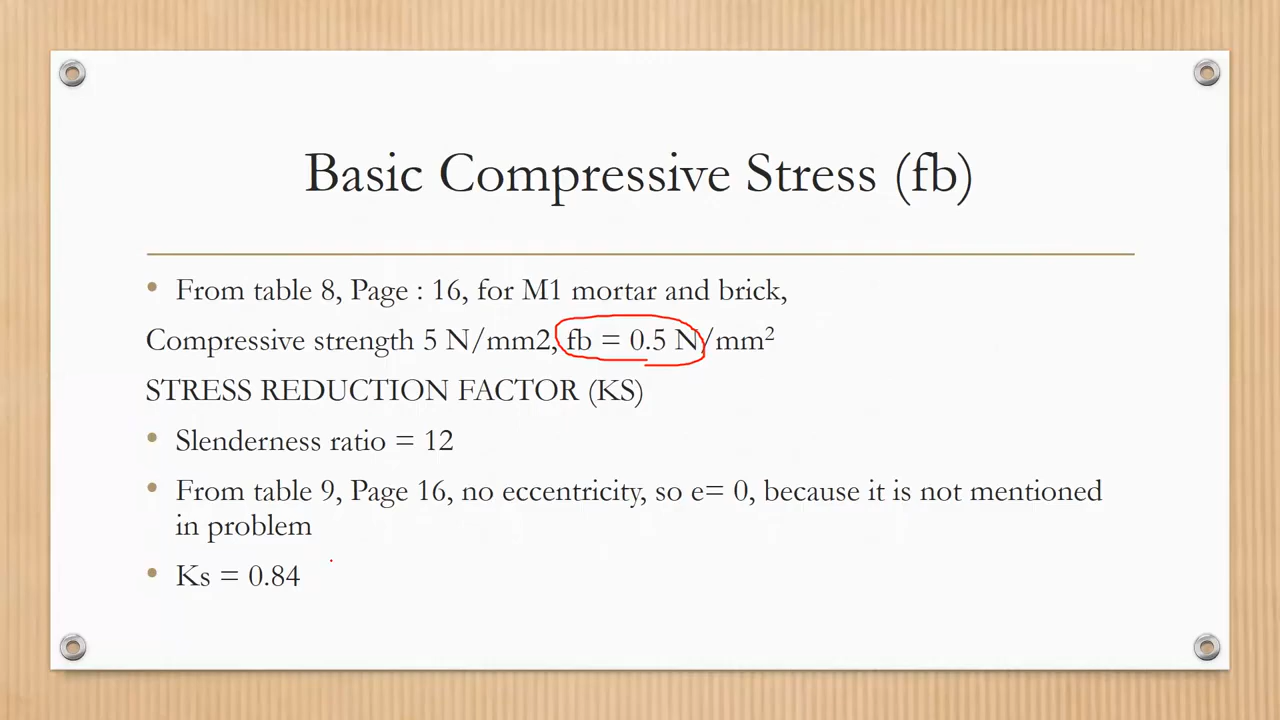 Basic Compressive Stress (fb)
• From table 8, Page : 16, for M1 mortar and brick,
Compressive strength 5 N/mm2, fb = 0.5 N/mm²
STRESS REDUCTION FACTOR (KS)
• Slenderness ratio = 12
• From table 9, Page 16, no eccentricity, so e= 0, because it is not mentioned
in problem
• Ks = 0.84